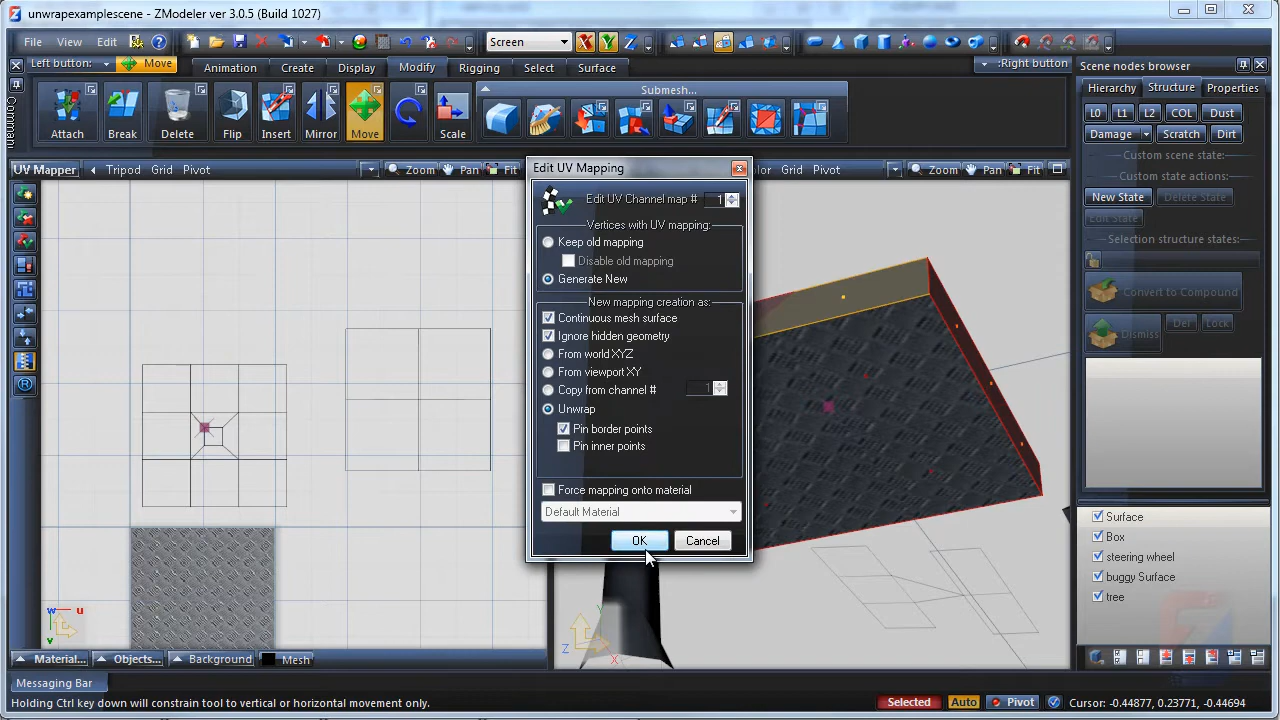 unwrapexamplescene - ZModeler ver 3.0.5 (Build 1027)
File View Edit Screen X Y Z
Left button: Move Animation Create Display Modify Rigging Select Surface :Right button
Command
Attach Break Delete Flip Insert Mirror Move Scale
Submesh...
UV Mapper Tripod Grid Pivot Zoom Pan Fit
Grid Pivot Zoom Pan Fit
Edit UV Mapping
Edit UV Channel map # 1
Vertices with UV mapping:
Keep old mapping
Disable old mapping
Generate New
New mapping creation as:
Continuous mesh surface
Ignore hidden geometry
From world XYZ
From viewport XY
Copy from channel # 1
Unwrap
Pin border points
Pin inner points
Force mapping onto material
Default Material
OK Cancel
Scene nodes browser
Hierarchy Structure Properties
L0 L1 L2 COL Dust
Damage Scratch Dirt
Custom scene state:
Custom state actions:
New State Delete State
Edit State
Selection structure states:
Convert to Compound
Dismiss Del Lock
Surface
Box
steering wheel
buggy Surface
tree
w u
v
Y
Z
X
Material... Objects... Background Mesh
Messaging Bar
Holding Ctrl key down will constrain tool to vertical or horizontal movement only.
Selected Auto Pivot Cursor: -0.44877, 0.23771, -0.44694